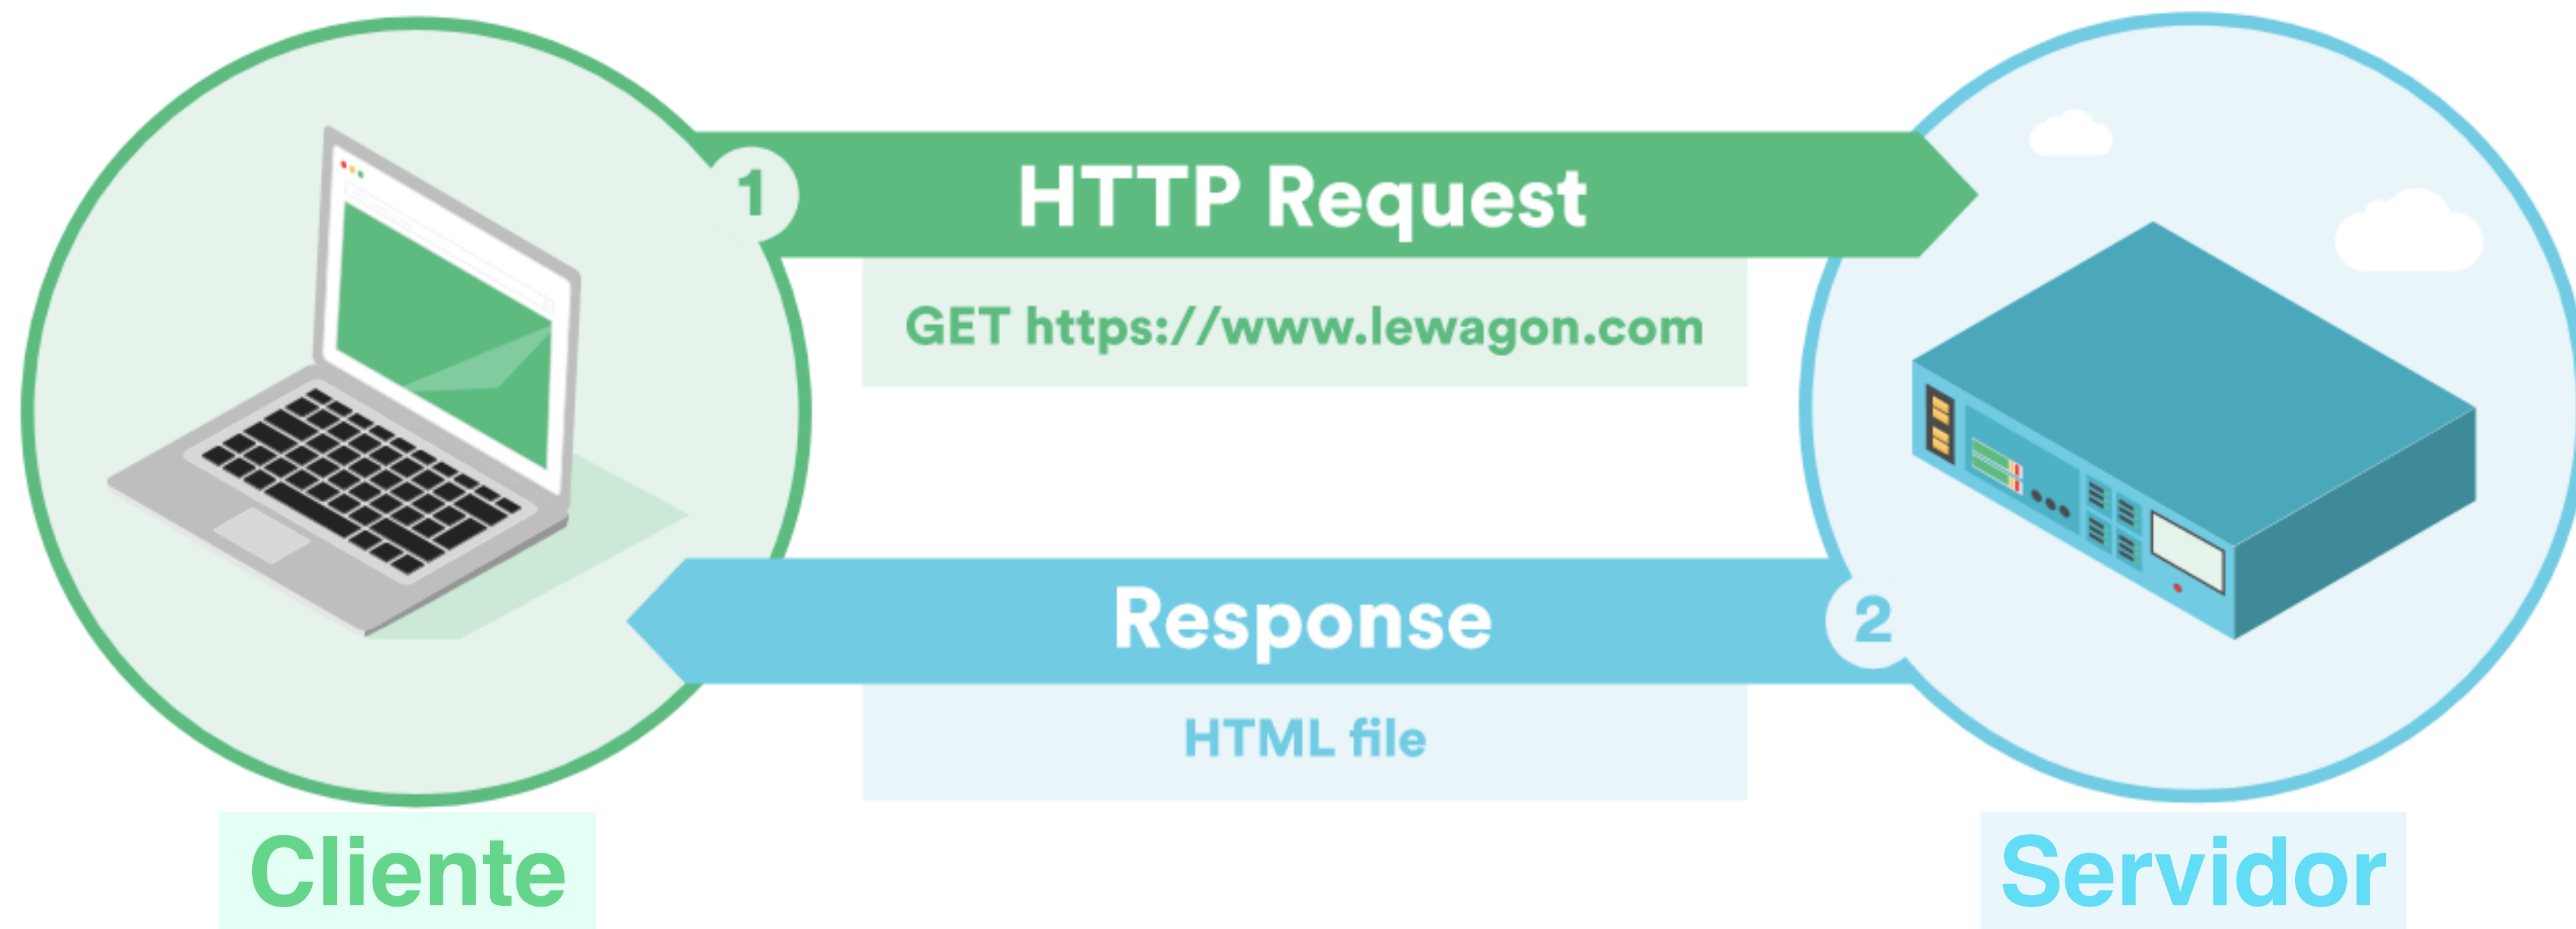 1
HTTP Request
GET https://www.lewagon.com
Response
2
HTML file
Cliente
Servidor